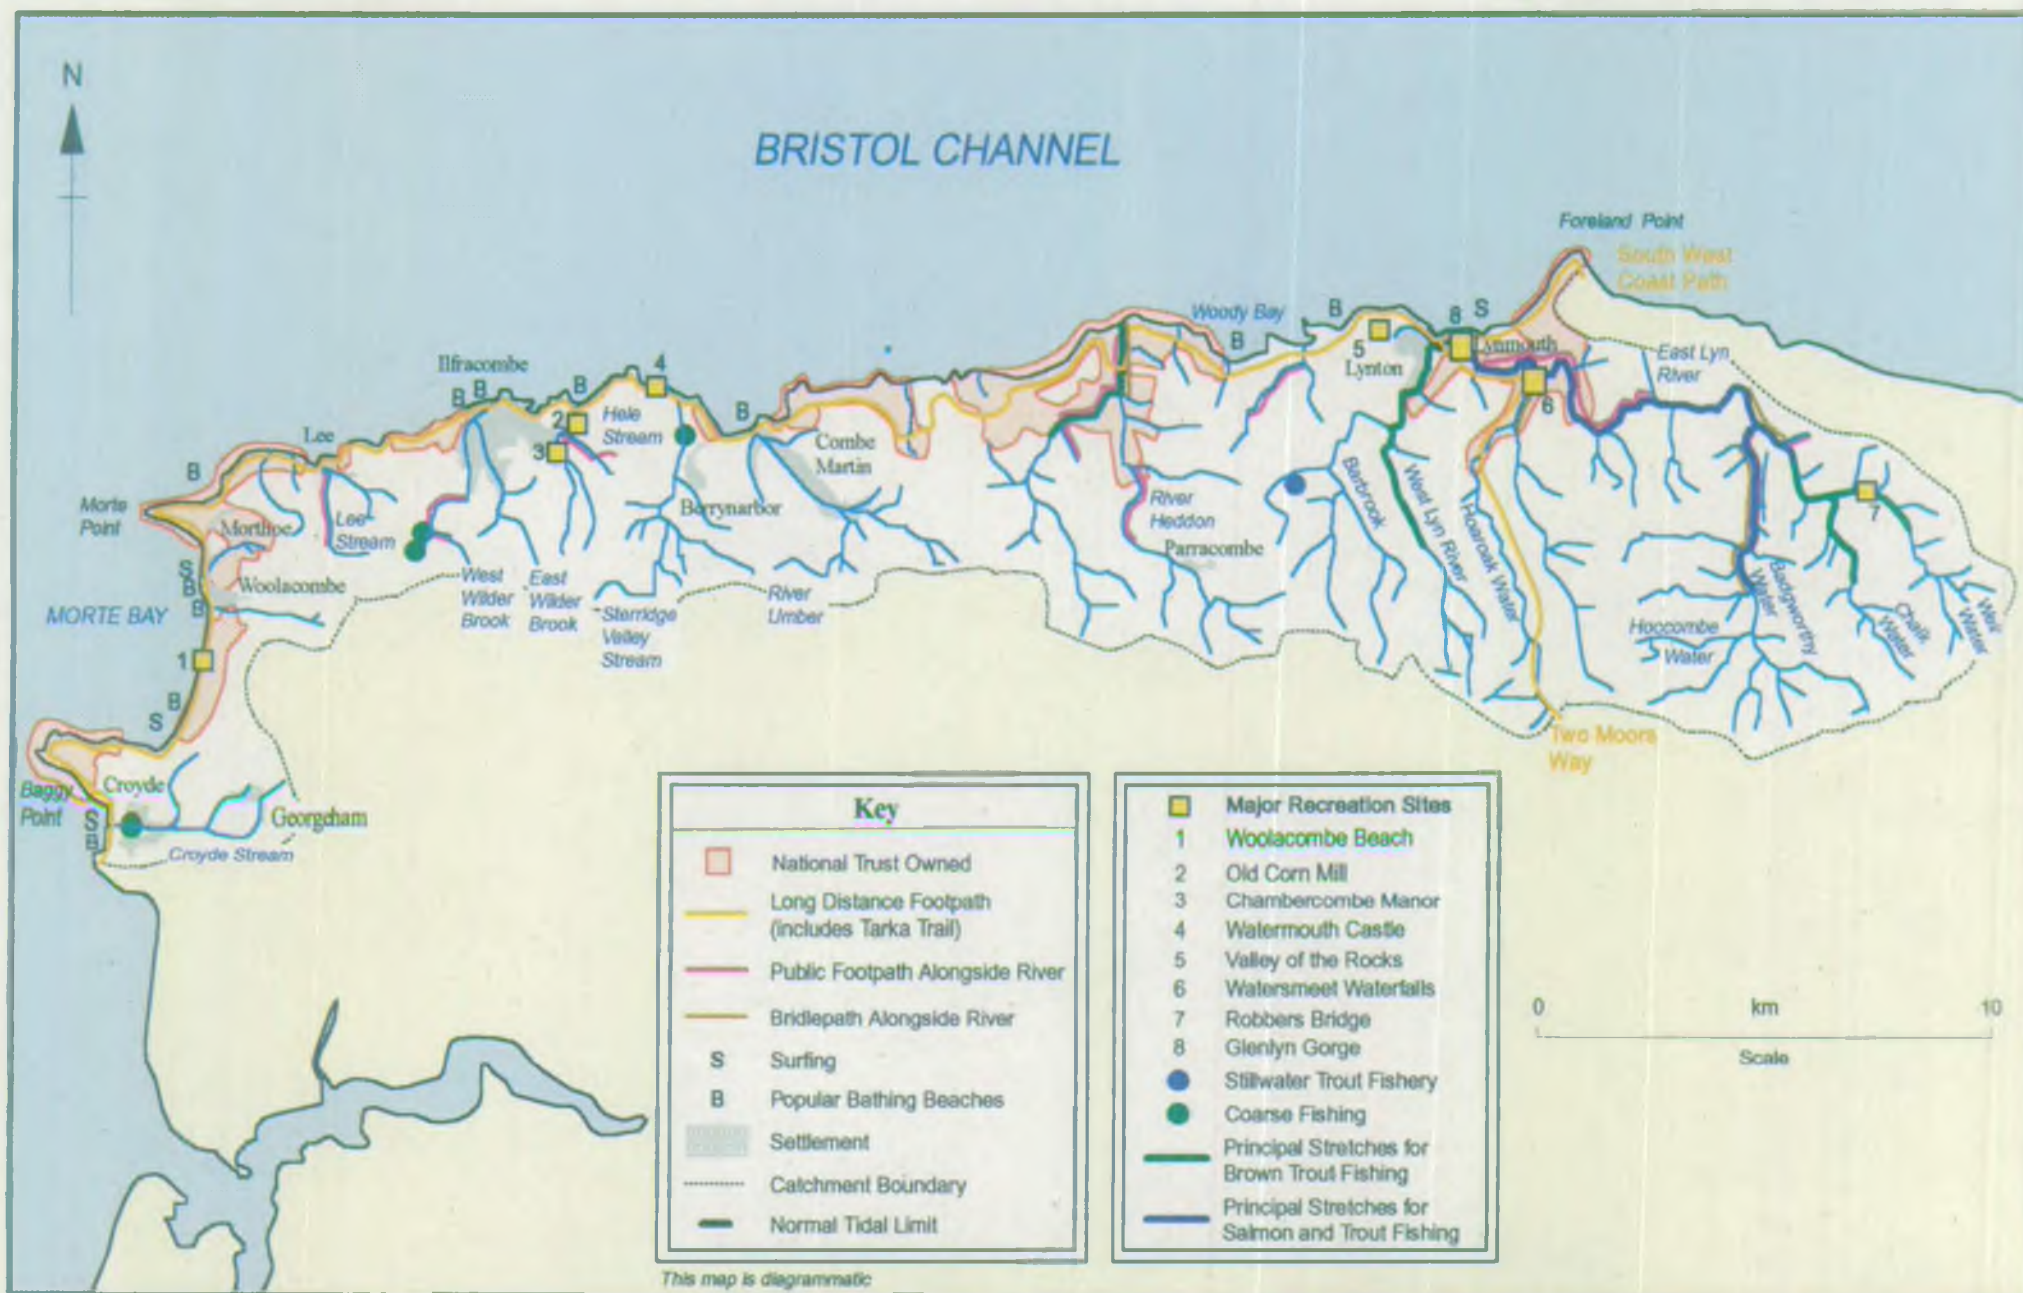 N
BRISTOL CHANNEL
Foreland Point
South West
Coast Path
Woody Bay
B
B
8
S
5
Lynton
Lynmouth
6
East Lyn
River
Ilfracombe
B
B
B
4
2
3
Hele
Stream
B
Combe
Martin
Lee
B
Morte
Point
Morthoe
Lee
Stream
Berrynarbor
River
Heddon
Parracombe
Barbrook
West Lyn River
Hoaroak Water
7
S
B
B
Woolacombe
MORTE BAY
West
Wilder
Brook
East
Wilder
Brook
Sterridge
Valley
Stream
River
Umber
Badgworthy
Water
Hoccombe
Water
Chalk
Water
Weir
Water
1
B
S
Two Moors
Way
Baggy
Point
Croyde
Georgeham
S
B
Croyde Stream
Key
National Trust Owned
Long Distance Footpath
(includes Tarka Trail)
Public Footpath Alongside River
Bridlepath Alongside River
S Surfing
B Popular Bathing Beaches
Settlement
Catchment Boundary
Normal Tidal Limit
Major Recreation Sites
1 Woolacombe Beach
2 Old Corn Mill
3 Chambercombe Manor
4 Watermouth Castle
5 Valley of the Rocks
6 Watersmeet Waterfalls
7 Robbers Bridge
8 Glenlyn Gorge
Stillwater Trout Fishery
Coarse Fishing
Principal Stretches for
Brown Trout Fishing
Principal Stretches for
Salmon and Trout Fishing
0 km 10
Scale
This map is diagrammatic